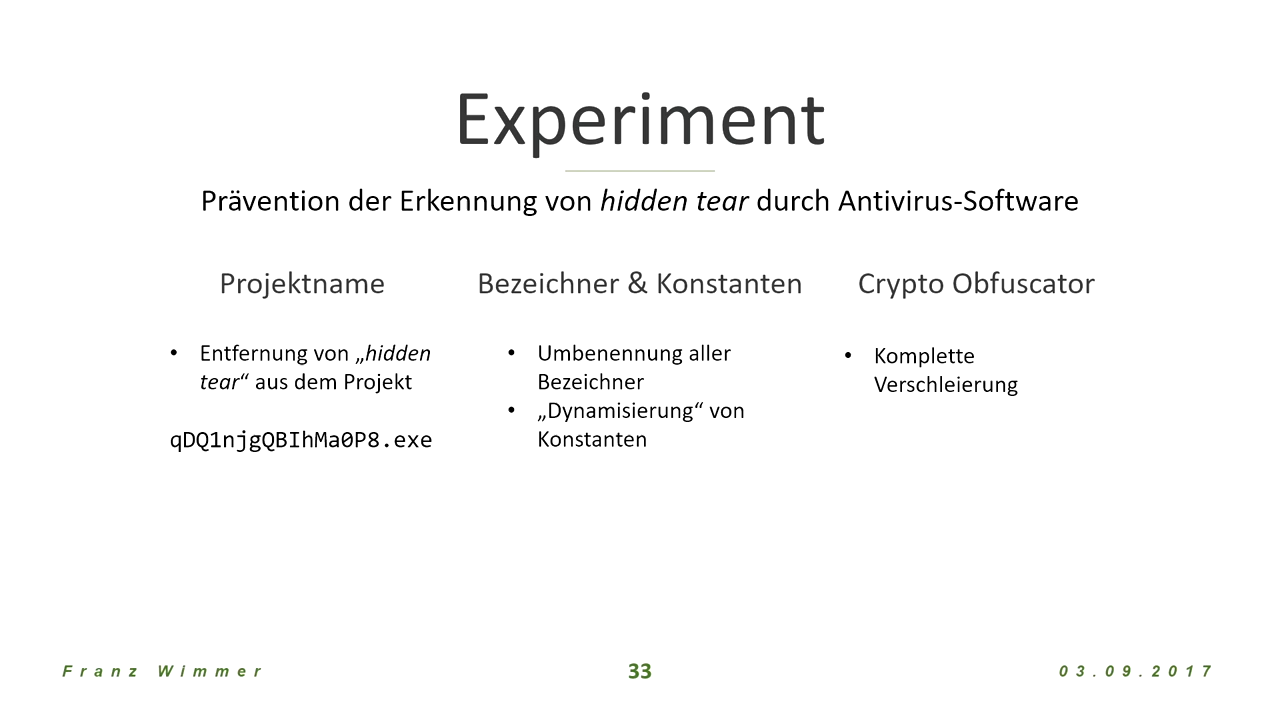 Experiment
Prävention der Erkennung von hidden tear durch Antivirus-Software
Projektname
• Entfernung von „hidden
tear“ aus dem Projekt
qDQ1njgQBIhMa0P8.exe
Bezeichner & Konstanten
• Umbenennung aller
Bezeichner
• „Dynamisierung“ von
Konstanten
Crypto Obfuscator
• Komplette
Verschleierung
Franz Wimmer
33
03.09.2017